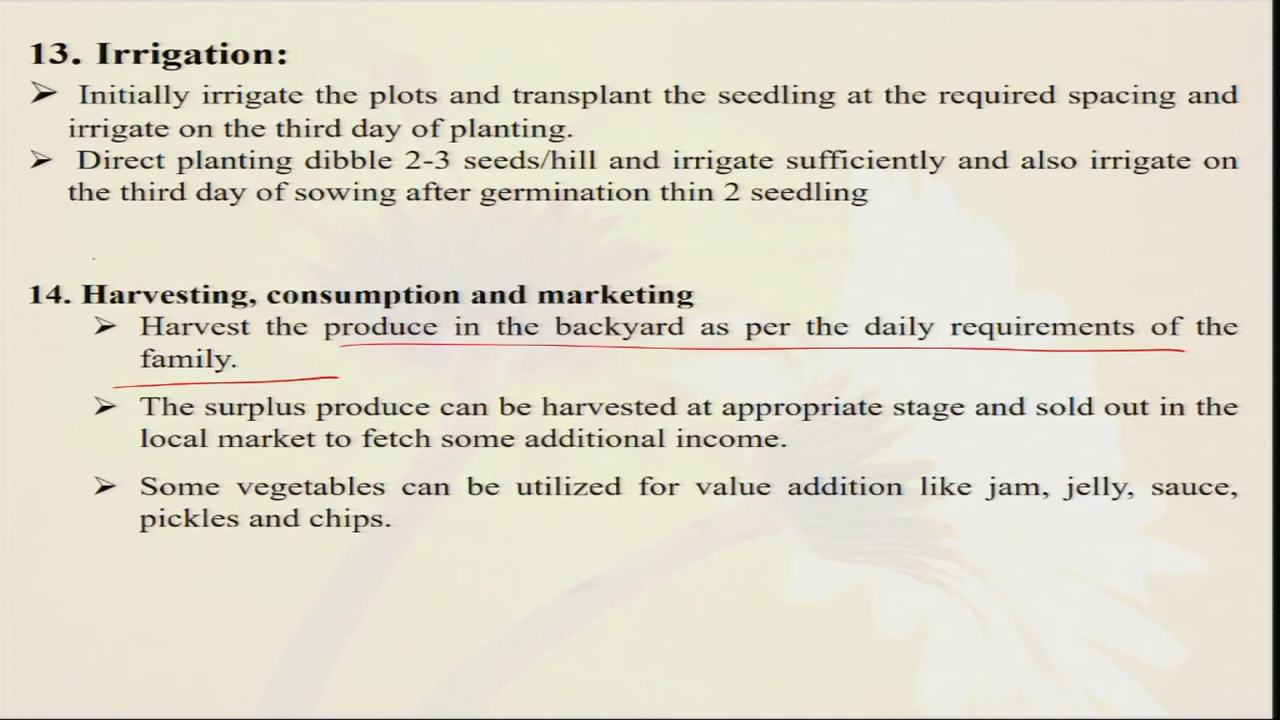 13. Irrigation:
➢ Initially irrigate the plots and transplant the seedling at the required spacing and
irrigate on the third day of planting.
➢ Direct planting dibble 2-3 seeds/hill and irrigate sufficiently and also irrigate on
the third day of sowing after germination thin 2 seedling
14. Harvesting, consumption and marketing
➢ Harvest the produce in the backyard as per the daily requirements of the
family.
➢ The surplus produce can be harvested at appropriate stage and sold out in the
local market to fetch some additional income.
➢ Some vegetables can be utilized for value addition like jam, jelly, sauce,
pickles and chips.